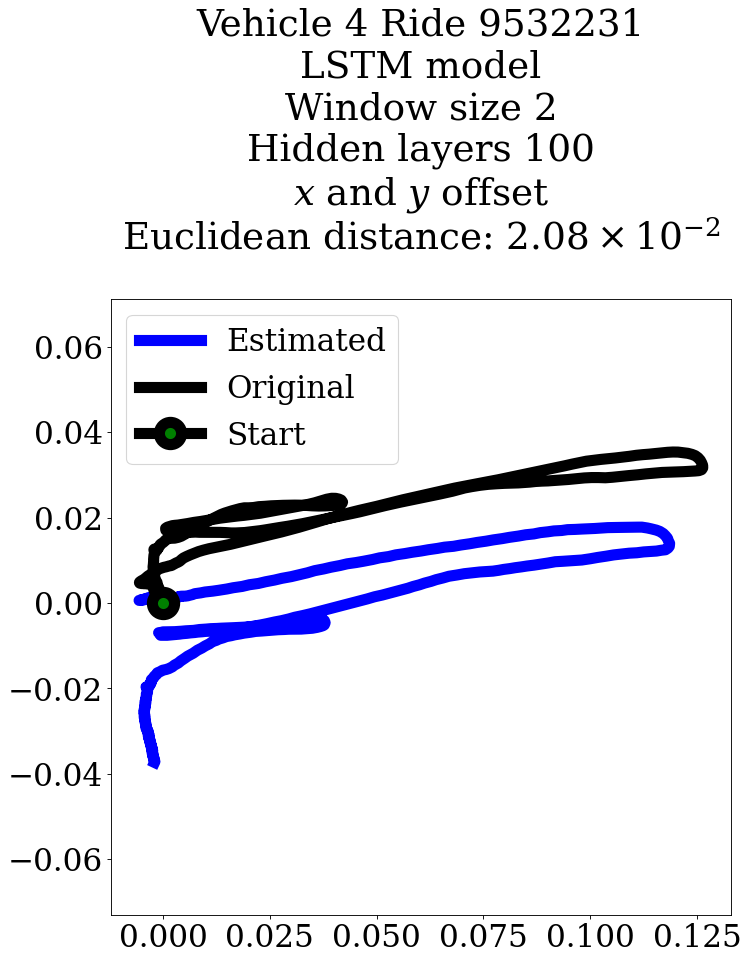 Vehicle 4 Ride 9532231
LSTM model
Window size 2
Hidden layers 100
x and y offset
Euclidean distance: 2.08 × 10⁻²
Estimated
Original
Start
0.06
0.04
0.02
0.00
−0.02
−0.04
−0.06
0.000 0.025 0.050 0.075 0.100 0.125